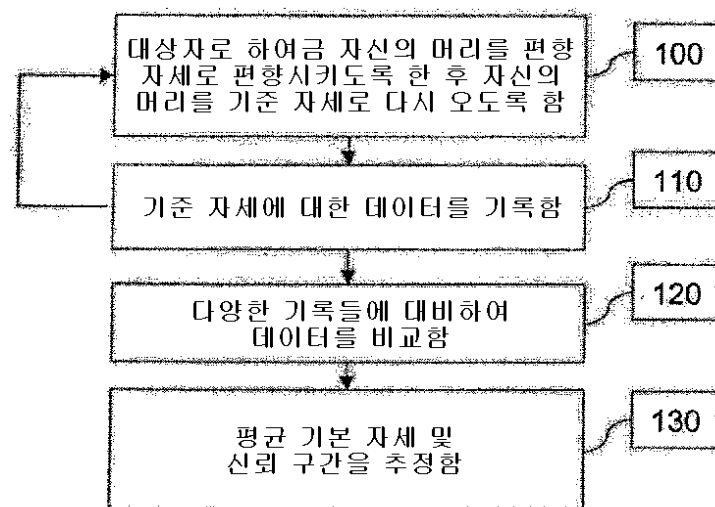 대상자로 하여금 자신의 머리를 편향
자세로 편향시키도록 한 후 자신의
머리를 기준 자세로 다시 오도록 함
100
기준 자세에 대한 데이터를 기록함
110
다양한 기록들에 대비하여
데이터를 비교함
120
평균 기본 자세 및
신뢰 구간을 추정함
130